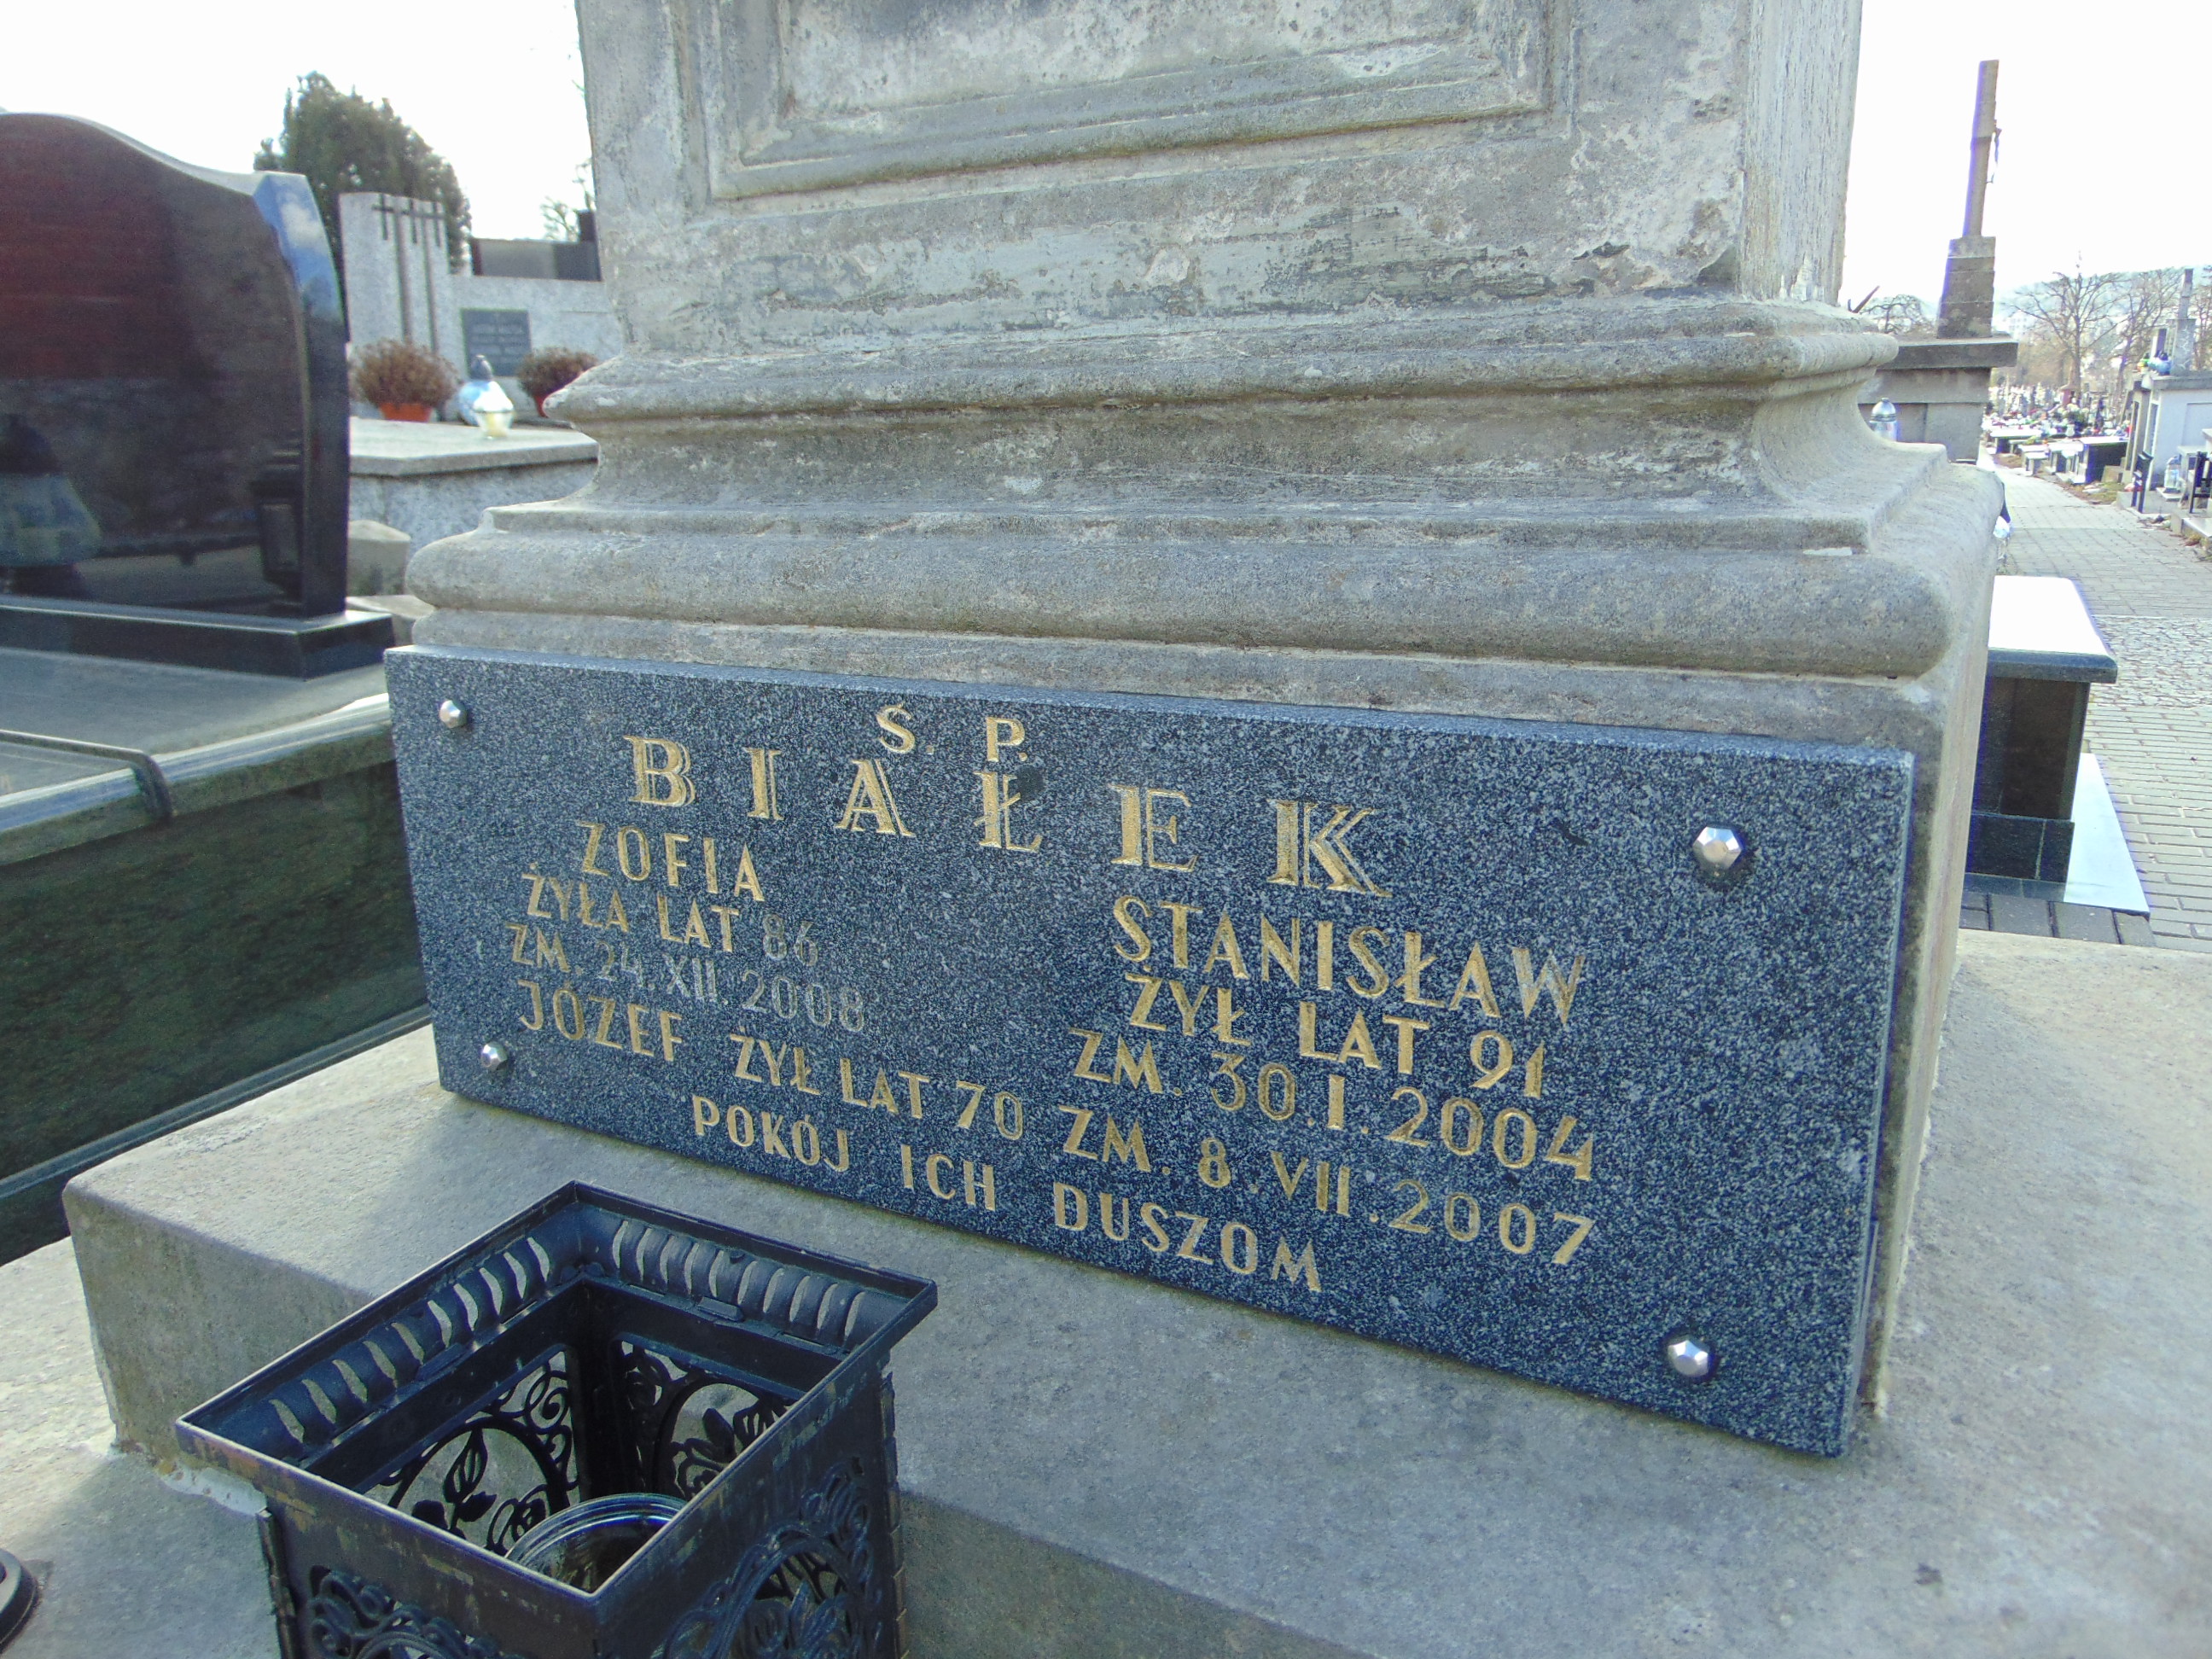 Ś. P.
BIAŁEK
ZOFIA
ŻYŁA LAT 86
ZM. 24. XII. 2008
STANISŁAW
ŻYŁ LAT 91
ZM. 30. I. 2004
JÓZEF ŻYŁ LAT 70 ZM. 8. VII. 2007
POKÓJ ICH DUSZOM